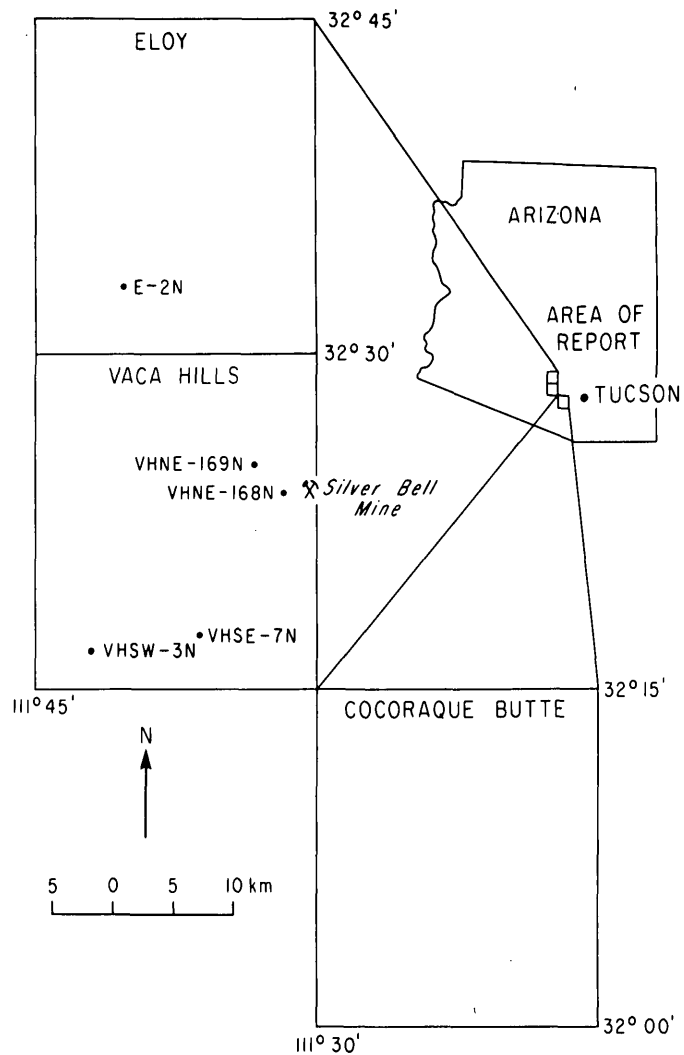 32° 45'
ELOY
ARIZONA
AREA OF
REPORT
E-2N
32° 30'
VACA HILLS
TUCSON
VHNE-169N
VHNE-168N
Silver Bell
Mine
VHSE-7N
VHSW-3N
111° 45'
32° 15'
COCORAQUE BUTTE
N
5 0 5 10 km
32° 00'
111° 30'